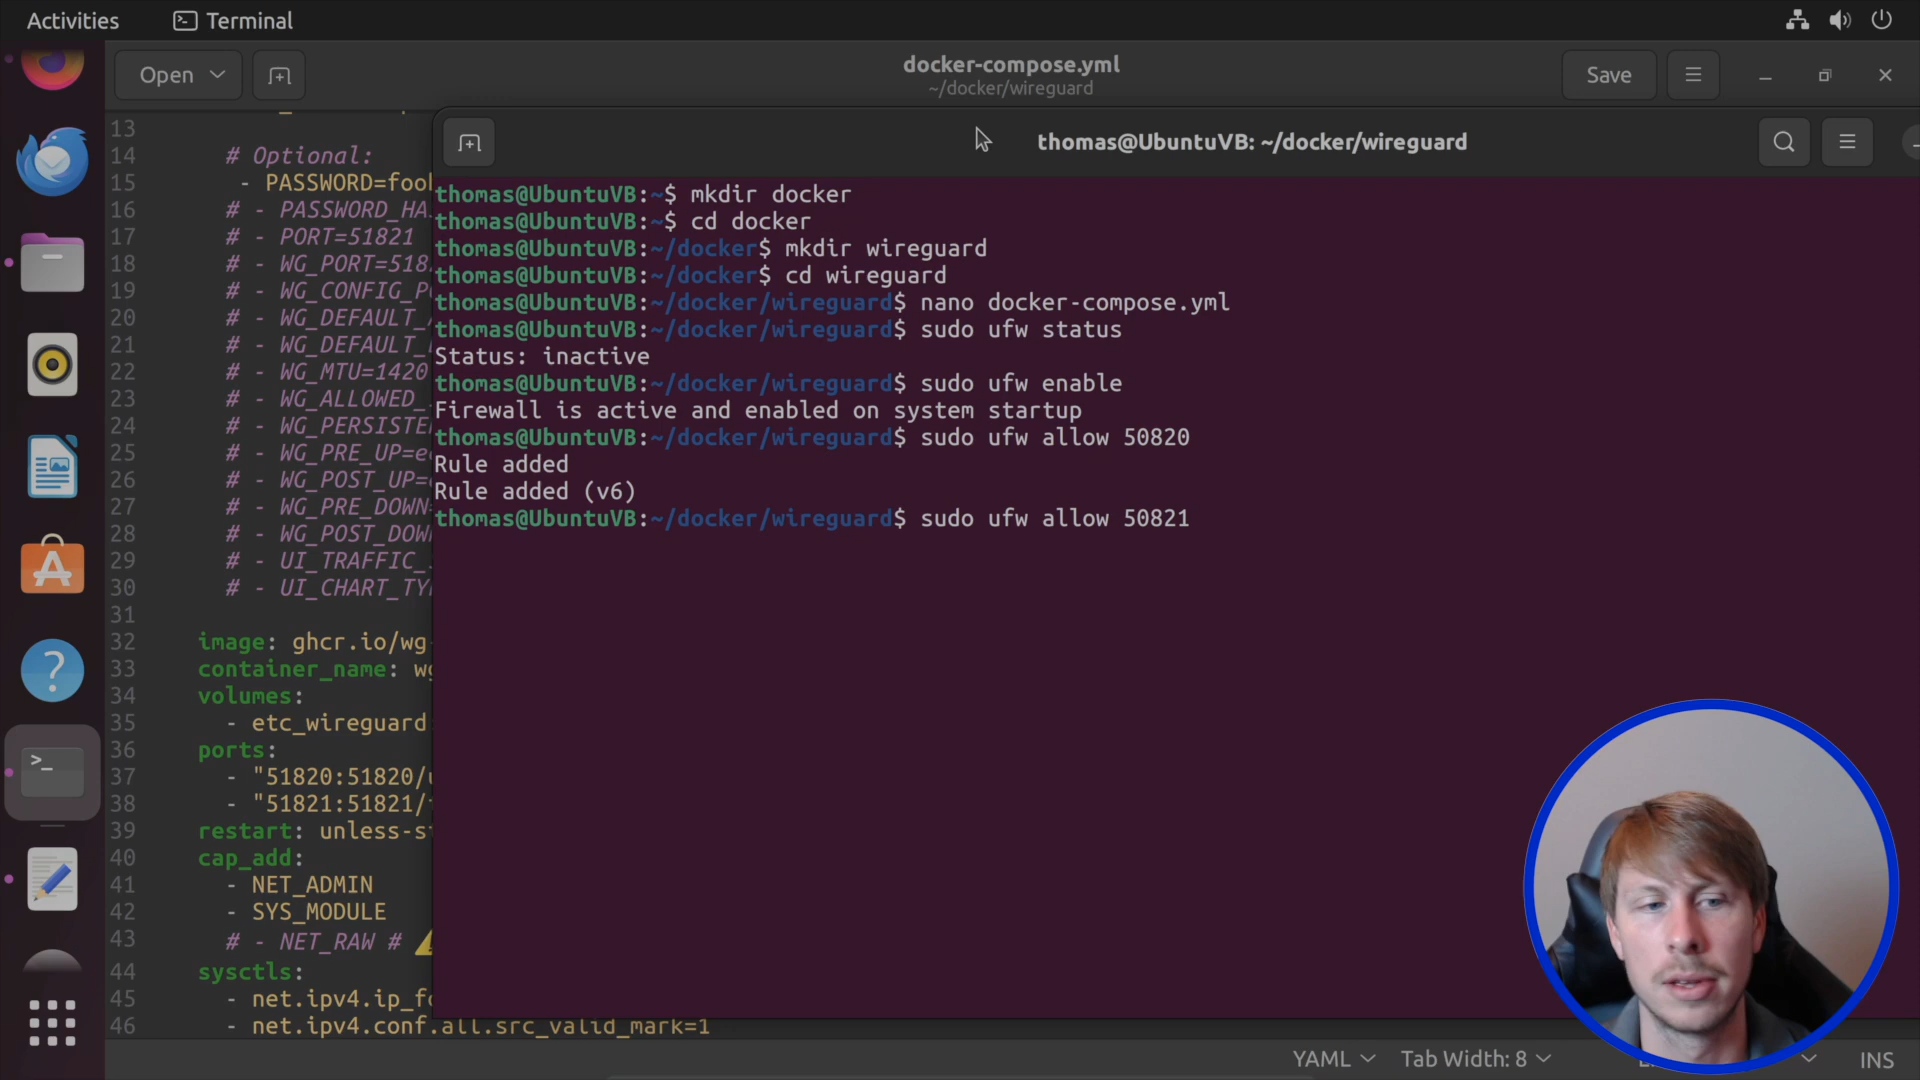 Activities
Terminal
Open
docker-compose.yml
~/docker/wireguard
Save
thomas@UbuntuVB: ~/docker/wireguard
13
14 # Optional:
15 - PASSWORD=foo
16 # - PASSWORD_HA
17 # - PORT=51821
18 # - WG_PORT=518
19 # - WG_CONFIG_P
20 # - WG_DEFAULT_
21 # - WG_DEFAULT_
22 # - WG_MTU=1420
23 # - WG_ALLOWED_
24 # - WG_PERSISTE
25 # - WG_PRE_UP=e
26 # - WG_POST_UP=
27 # - WG_PRE_DOWN
28 # - WG_POST_DOW
29 # - UI_TRAFFIC_
30 # - UI_CHART_TY
31
32 image: ghcr.io/wg-
33 container_name: wg
34 volumes:
35 - etc_wireguard
36 ports:
37 - "51820:51820/
38 - "51821:51821/
39 restart: unless-s
40 cap_add:
41 - NET_ADMIN
42 - SYS_MODULE
43 # - NET_RAW #
44 sysctls:
45 - net.ipv4.ip_fo
46 - net.ipv4.conf.all.src_valid_mark=1
thomas@UbuntuVB:~$ mkdir docker
thomas@UbuntuVB:~$ cd docker
thomas@UbuntuVB:~/docker$ mkdir wireguard
thomas@UbuntuVB:~/docker$ cd wireguard
thomas@UbuntuVB:~/docker/wireguard$ nano docker-compose.yml
thomas@UbuntuVB:~/docker/wireguard$ sudo ufw status
Status: inactive
thomas@UbuntuVB:~/docker/wireguard$ sudo ufw enable
Firewall is active and enabled on system startup
thomas@UbuntuVB:~/docker/wireguard$ sudo ufw allow 50820
Rule added
Rule added (v6)
thomas@UbuntuVB:~/docker/wireguard$ sudo ufw allow 50821
YAML
Tab Width: 8
INS